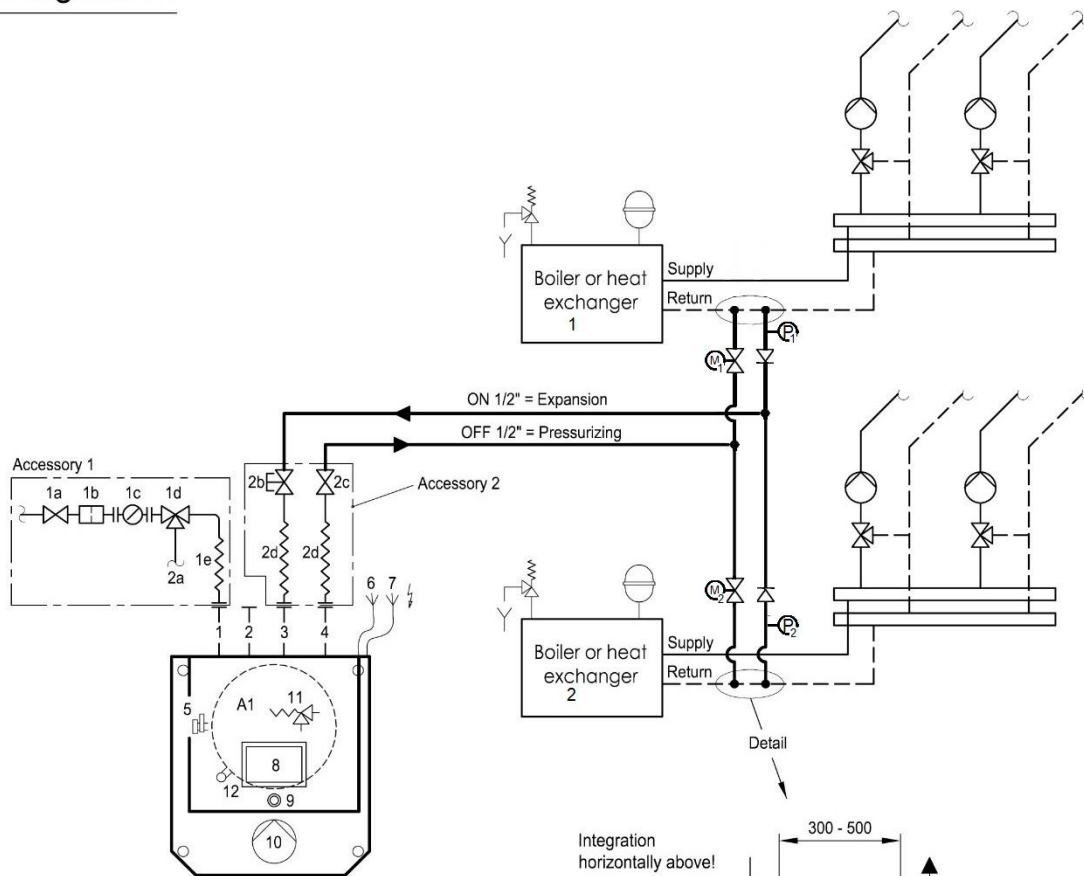 Supply
Boiler or heat
exchanger
1
Return
P1
M1
ON 1/2" = Expansion
OFF 1/2" = Pressurizing
Accessory 1
1a 1b 1c 1d
2b 2c
Accessory 2
1e
2a
2d 2d
6 7
1 2 3 4
M2
P2
Supply
Boiler or heat
exchanger
2
Return
5
A1
11
8
12
9
10
Detail
Integration
horizontally above!
300 - 500